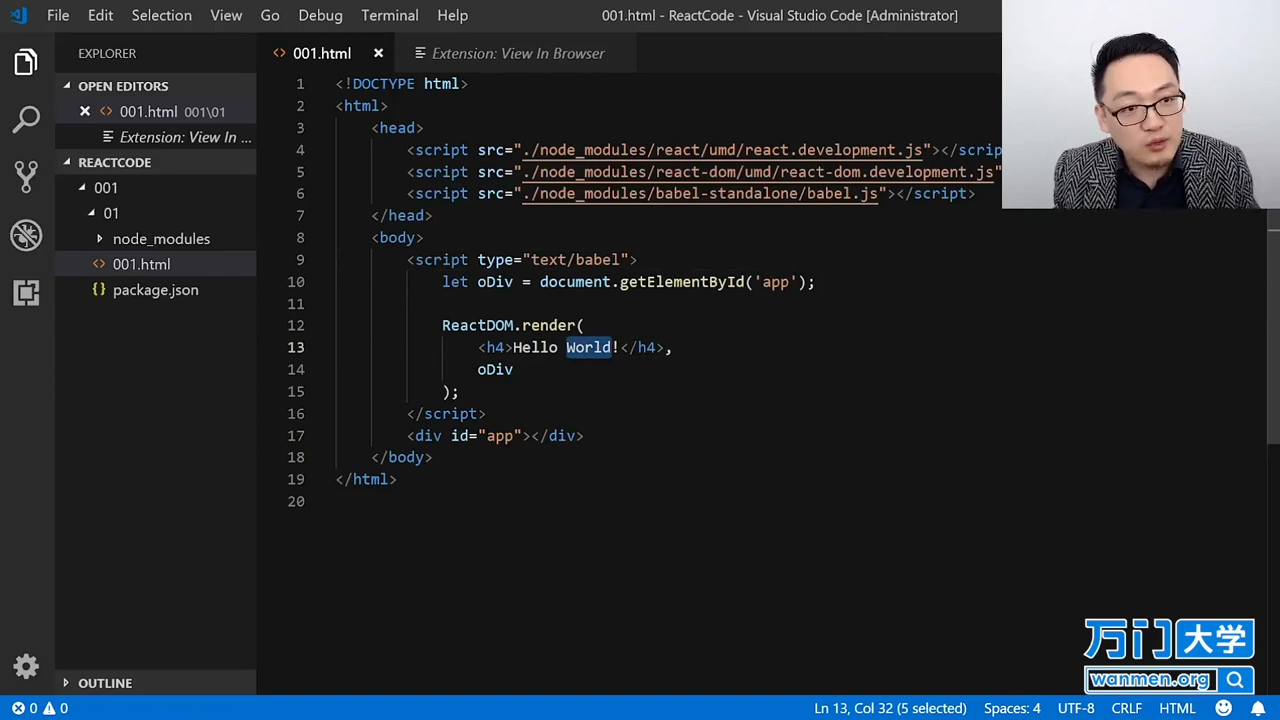 File Edit Selection View Go Debug Terminal Help 001.html - ReactCode - Visual Studio Code [Administrator]
EXPLORER
OPEN EDITORS
001.html 001\01
Extension: View In ...
REACTCODE
001
01
node_modules
001.html
package.json
OUTLINE
001.html
Extension: View In Browser
1 <!DOCTYPE html>
2 <html>
3 <head>
4 <script src="./node_modules/react/umd/react.development.js"></scrip
5 <script src="./node_modules/react-dom/umd/react-dom.development.js"
6 <script src="./node_modules/babel-standalone/babel.js"></script>
7 </head>
8 <body>
9 <script type="text/babel">
10 let oDiv = document.getElementById('app');
11
12 ReactDOM.render(
13 <h4>Hello World!</h4>,
14 oDiv
15 );
16 </script>
17 <div id="app"></div>
18 </body>
19 </html>
20
万门大学
wanmen.org
0 0 Ln 13, Col 32 (5 selected) Spaces: 4 UTF-8 CRLF HTML